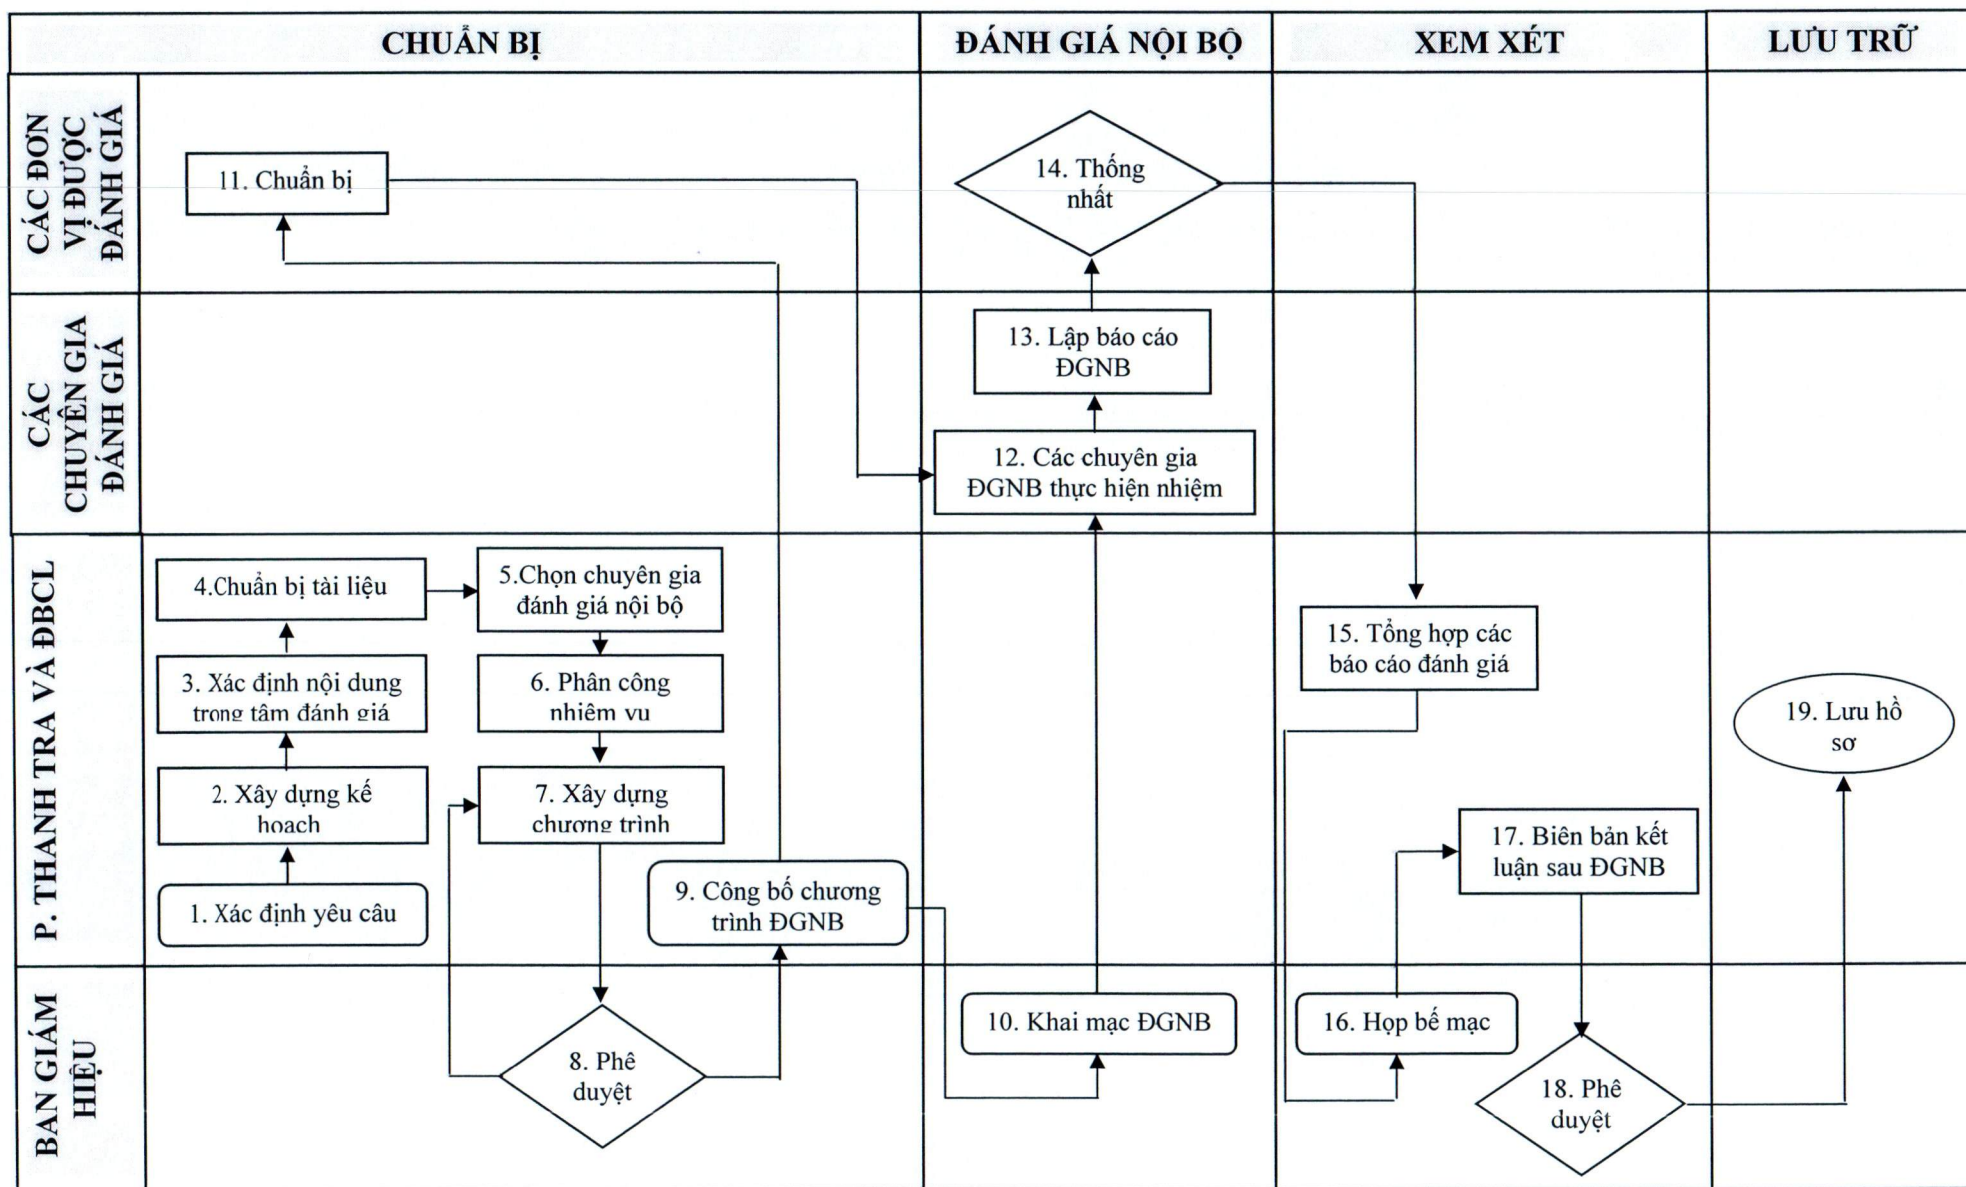 CHUẨN BỊ
ĐÁNH GIÁ NỘI BỘ
XEM XÉT
LƯU TRỮ
CÁC ĐƠN
VỊ ĐƯỢC
ĐÁNH GIÁ
11. Chuẩn bị
14. Thống
nhất
CÁC
CHUYÊN GIA
ĐÁNH GIÁ
13. Lập báo cáo
ĐGNB
12. Các chuyên gia
ĐGNB thực hiện nhiệm
P. THANH TRA VÀ ĐBCL
4.Chuẩn bị tài liệu
5.Chọn chuyên gia
đánh giá nội bộ
3. Xác định nội dung
trọng tâm đánh giá
6. Phân công
nhiệm vụ
2. Xây dựng kế
hoạch
7. Xây dựng
chương trình
1. Xác định yêu cầu
9. Công bố chương
trình ĐGNB
15. Tổng hợp các
báo cáo đánh giá
17. Biên bản kết
luận sau ĐGNB
19. Lưu hồ
sơ
BAN GIÁM
HIỆU
8. Phê
duyệt
10. Khai mạc ĐGNB
16. Họp bế mạc
18. Phê
duyệt